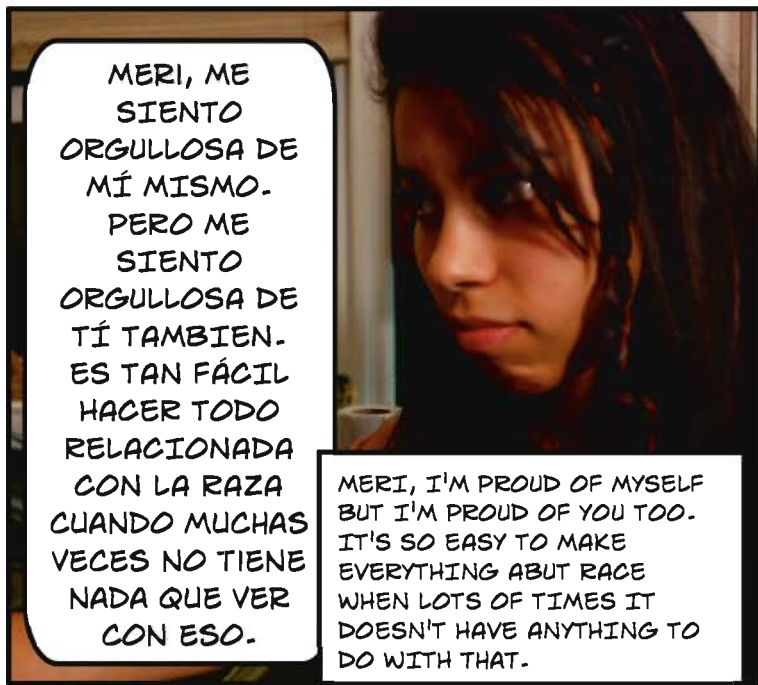 MERI, ME
SIENTO
ORGULLOSA DE
MÍ MISMO.
PERO ME
SIENTO
ORGULLOSA DE
TÍ TAMBIEN.
ES TAN FÁCIL
HACER TODO
RELACIONADA
CON LA RAZA
CUANDO MUCHAS
VECES NO TIENE
NADA QUE VER
CON ESO.
MERI, I'M PROUD OF MYSELF
BUT I'M PROUD OF YOU TOO.
IT'S SO EASY TO MAKE
EVERYTHING ABUT RACE
WHEN LOTS OF TIMES IT
DOESN'T HAVE ANYTHING TO
DO WITH THAT.